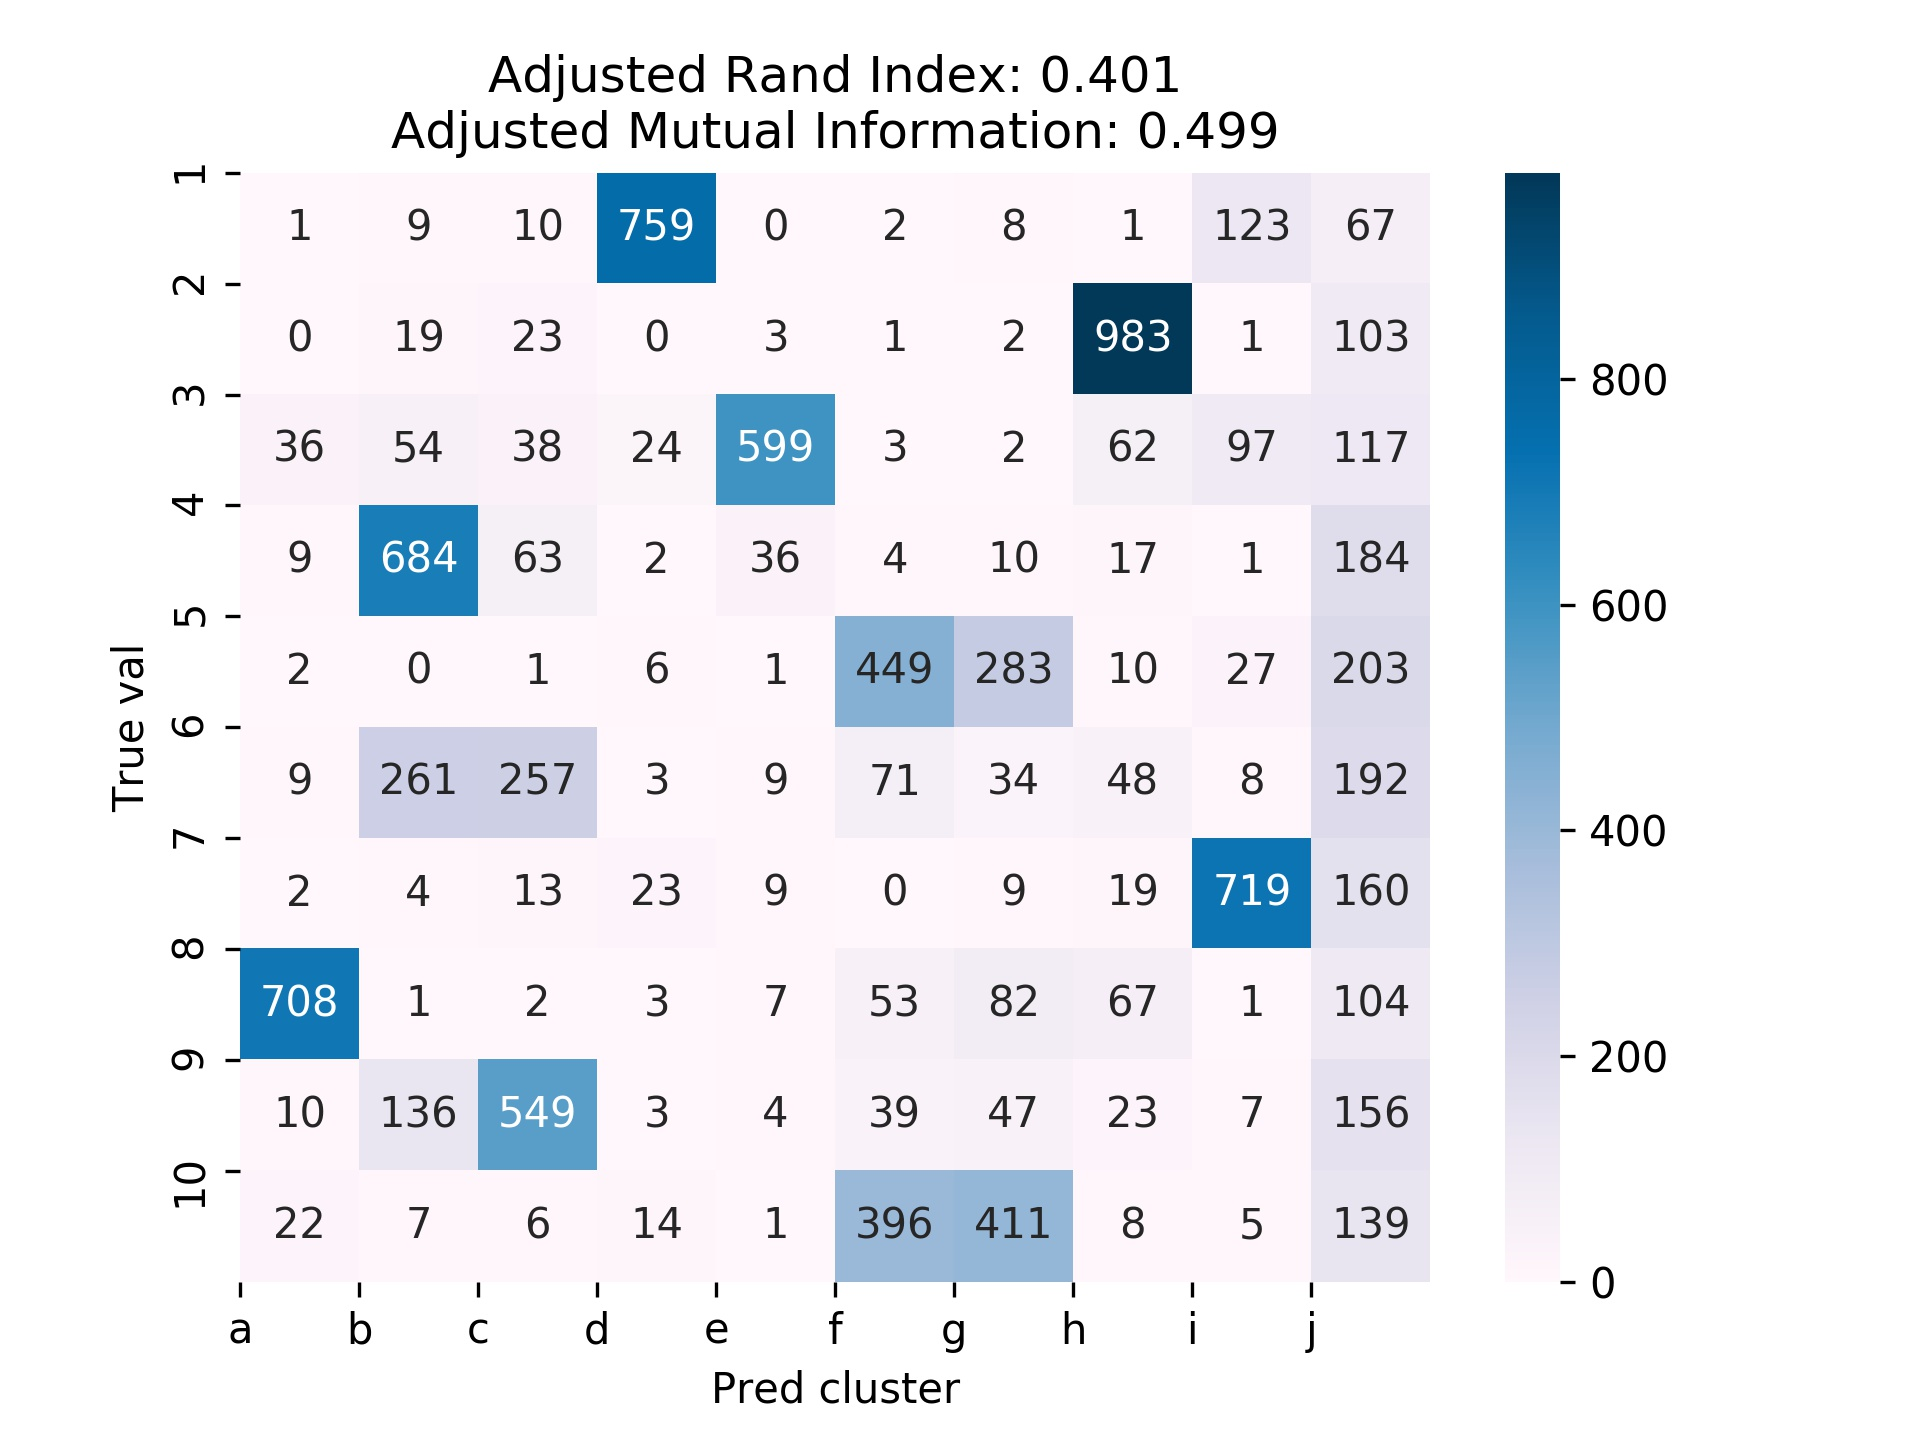 Adjusted Rand Index: 0.401
Adjusted Mutual Information: 0.499
1 9 10 759 0 2 8 1 123 67
0 19 23 0 3 1 2 983 1 103
36 54 38 24 599 3 2 62 97 117
9 684 63 2 36 4 10 17 1 184
2 0 1 6 1 449 283 10 27 203
9 261 257 3 9 71 34 48 8 192
2 4 13 23 9 0 9 19 719 160
708 1 2 3 7 53 82 67 1 104
10 136 549 3 4 39 47 23 7 156
22 7 6 14 1 396 411 8 5 139
1
2
3
4
5
6
7
8
9
10
True val
a b c d e f g h i j
Pred cluster
800
600
400
200
0